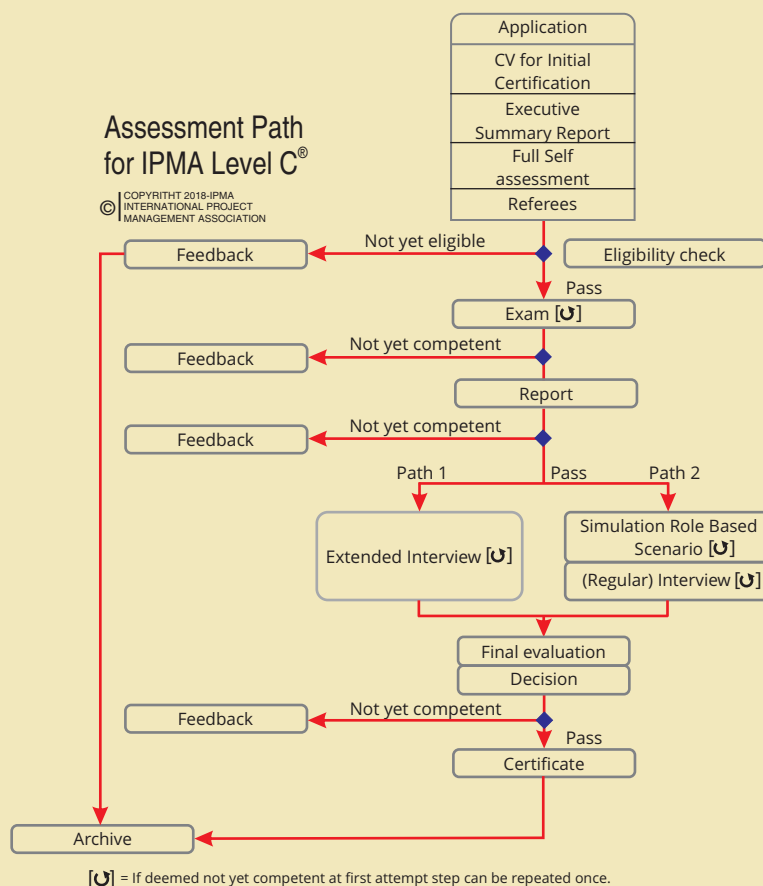 Application
CV for Initial
Certification
Executive
Summary Report
Full Self
assessment
Referees
Assessment Path
for IPMA Level C®
© COPYRITHT 2018-IPMA
INTERNATIONAL PROJECT
MANAGEMENT ASSOCIATION
Not yet eligible
Feedback
Eligibility check
Pass
Exam [↺]
Not yet competent
Feedback
Report
Not yet competent
Feedback
Path 1
Pass
Path 2
Extended Interview [↺]
Simulation Role Based
Scenario [↺]
(Regular) Interview [↺]
Final evaluation
Decision
Not yet competent
Feedback
Pass
Certificate
Archive
[↺] = If deemed not yet competent at first attempt step can be repeated once.